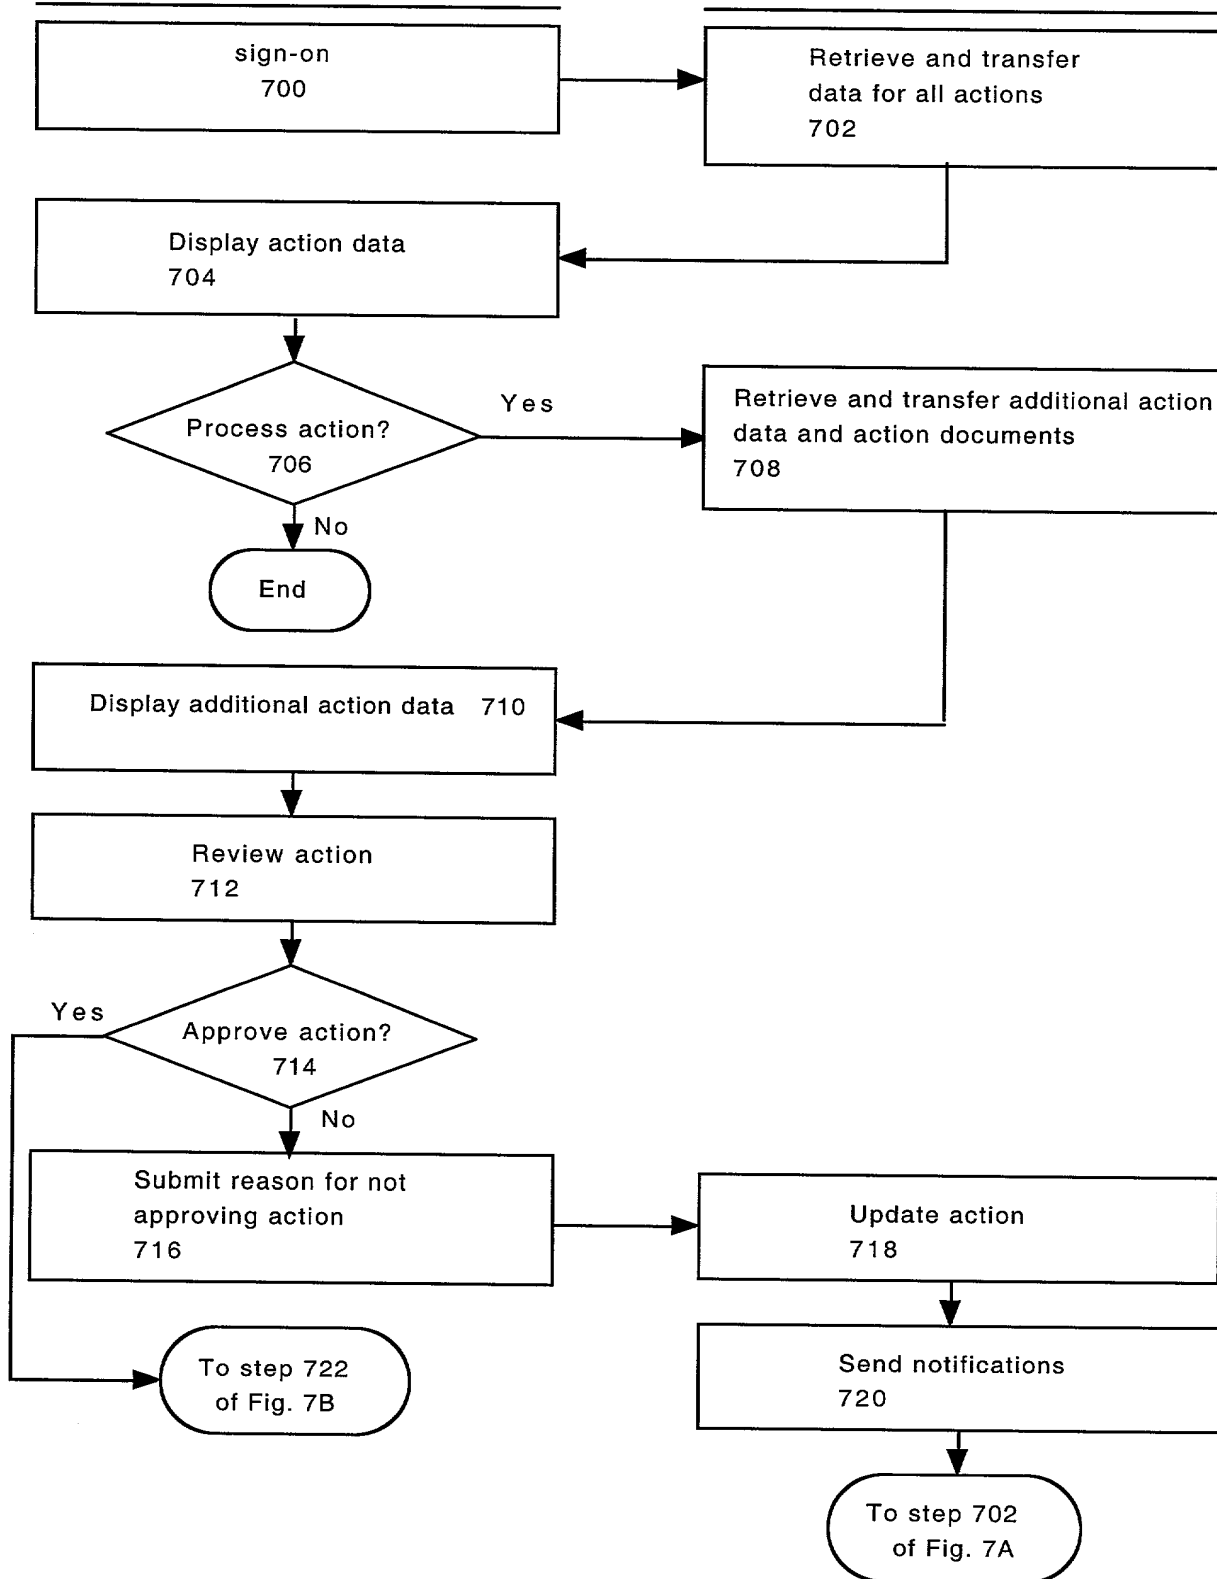 sign-on
700
Retrieve and transfer
data for all actions
702
Display action data
704
Process action?
706
Yes
No
End
Retrieve and transfer additional action
data and action documents
708
Display additional action data 710
Review action
712
Approve action?
714
Yes
No
Submit reason for not
approving action
716
Update action
718
To step 722
of Fig. 7B
Send notifications
720
To step 702
of Fig. 7A